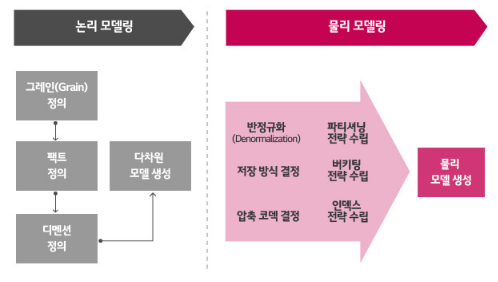 논리 모델링
그레인(Grain)
정의
팩트
정의
디멘션
정의
다차원
모델 생성
물리 모델링
반정규화
(Denormalization)
파티셔닝
전략 수립
저장 방식 결정
버키팅
전략 수립
압축 코덱 결정
인덱스
전략 수립
물리
모델 생성